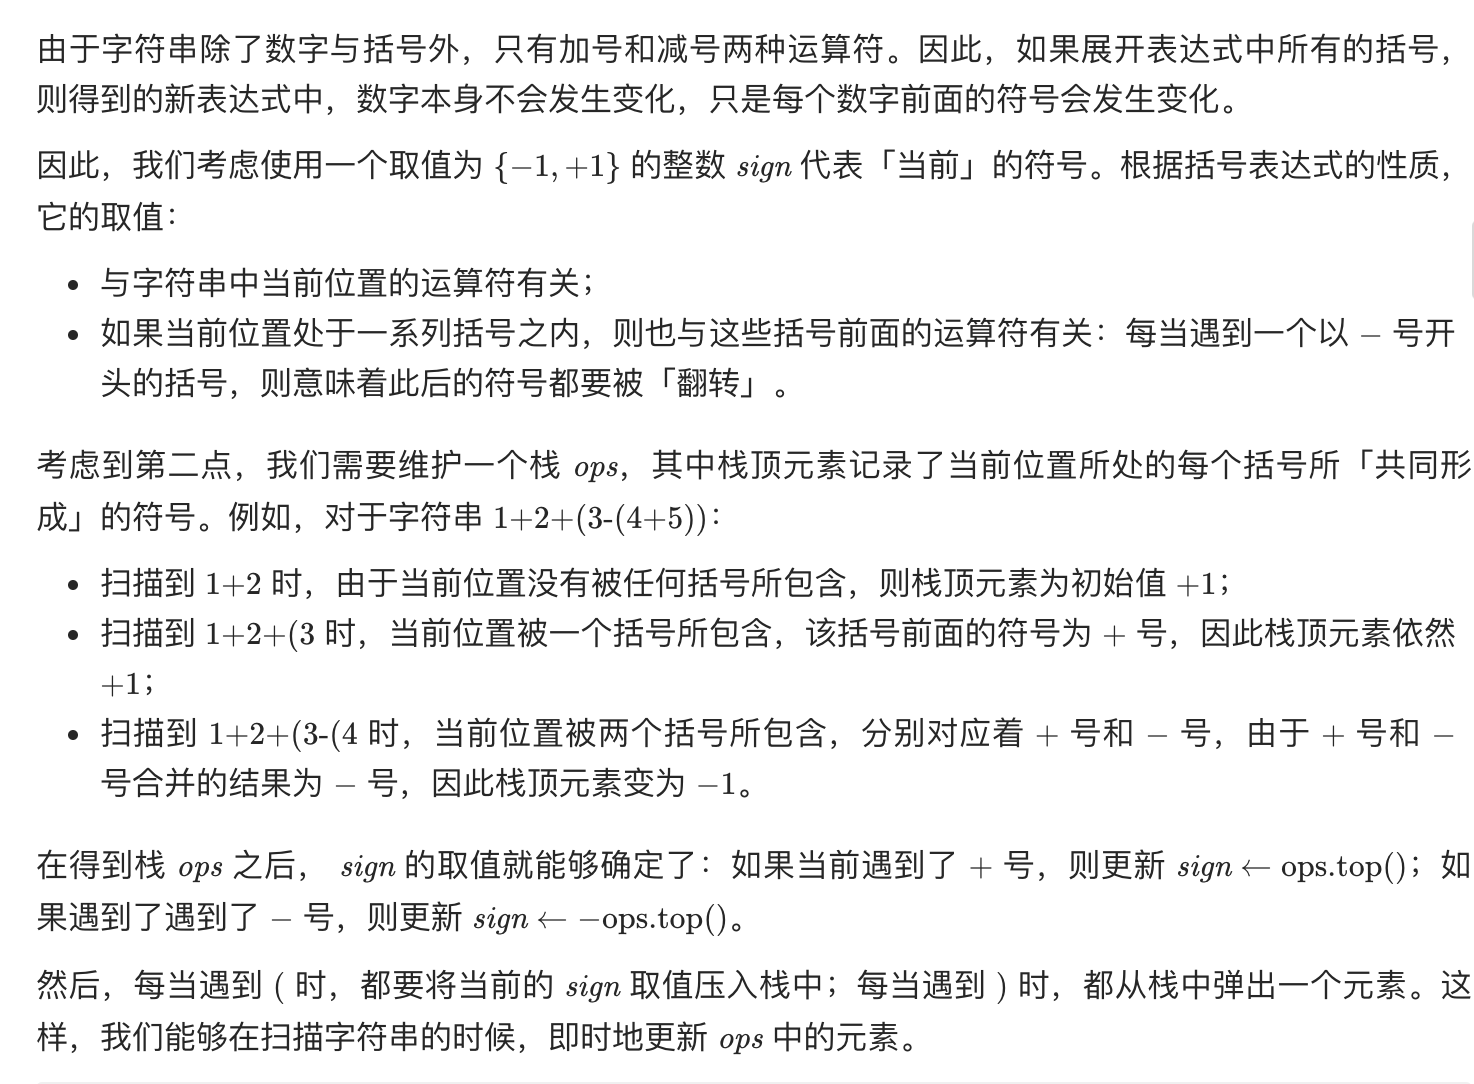 由于字符串除了数字与括号外，只有加号和减号两种运算符。因此，如果展开表达式中所有的括号，
则得到的新表达式中，数字本身不会发生变化，只是每个数字前面的符号会发生变化。
因此，我们考虑使用一个取值为 {−1,+1} 的整数 sign 代表「当前」的符号。根据括号表达式的性质，
它的取值：
• 与字符串中当前位置的运算符有关；
• 如果当前位置处于一系列括号之内，则也与这些括号前面的运算符有关：每当遇到一个以 − 号开
头的括号，则意味着此后的符号都要被「翻转」。
考虑到第二点，我们需要维护一个栈 ops，其中栈顶元素记录了当前位置所处的每个括号所「共同形
成」的符号。例如，对于字符串 1+2+(3-(4+5))：
• 扫描到 1+2 时，由于当前位置没有被任何括号所包含，则栈顶元素为初始值 +1；
• 扫描到 1+2+(3 时，当前位置被一个括号所包含，该括号前面的符号为 + 号，因此栈顶元素依然
+1；
• 扫描到 1+2+(3-(4 时，当前位置被两个括号所包含，分别对应着 + 号和 − 号，由于 + 号和 −
号合并的结果为 − 号，因此栈顶元素变为 −1。
在得到栈 ops 之后， sign 的取值就能够确定了：如果当前遇到了 + 号，则更新 sign ← ops.top()；如
果遇到了遇到了 − 号，则更新 sign ← −ops.top()。
然后，每当遇到 ( 时，都要将当前的 sign 取值压入栈中；每当遇到 ) 时，都从栈中弹出一个元素。这
样，我们能够在扫描字符串的时候，即时地更新 ops 中的元素。